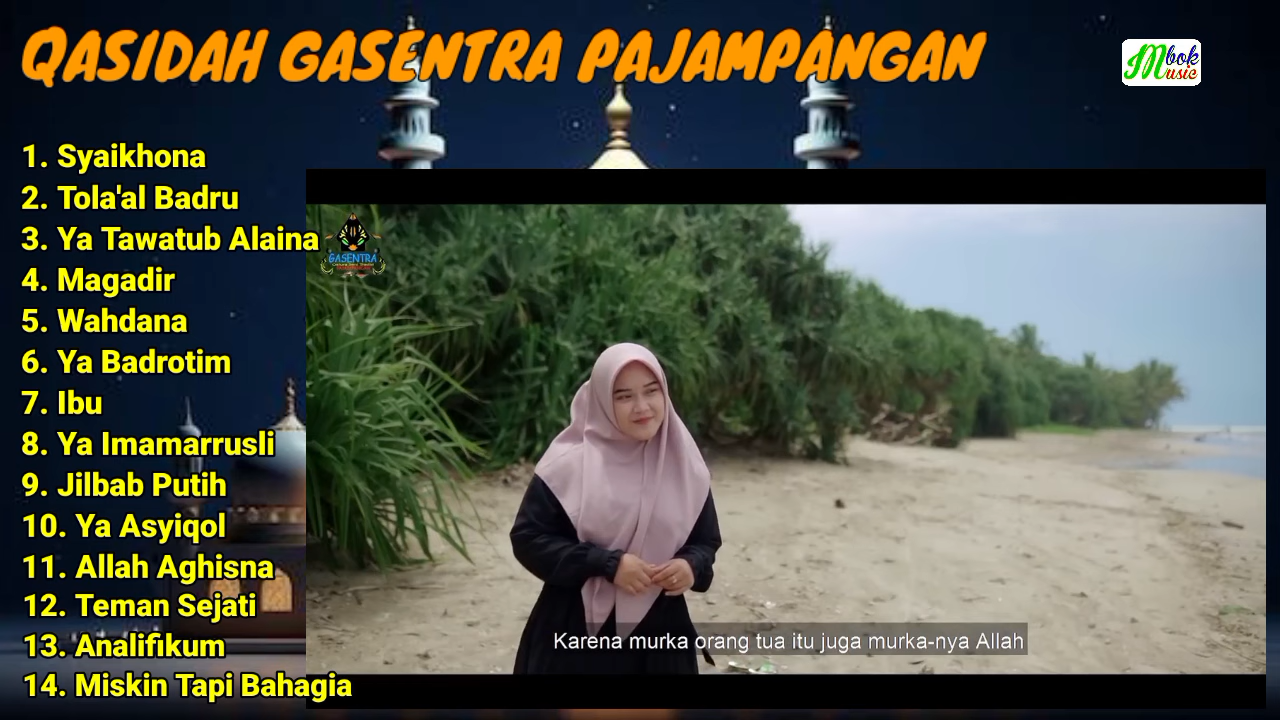 QASIDAH GASENTRA PAJAMPANGAN
Mbok
Music
1. Syaikhona
2. Tola'al Badru
3. Ya Tawatub Alaina
4. Magadir
5. Wahdana
6. Ya Badrotim
7. Ibu
8. Ya Imamarrusli
9. Jilbab Putih
10. Ya Asyiqol
11. Allah Aghisna
12. Teman Sejati
13. Analifikum
14. Miskin Tapi Bahagia
GASENTRA
Karena murka orang tua itu juga murka-nya Allah